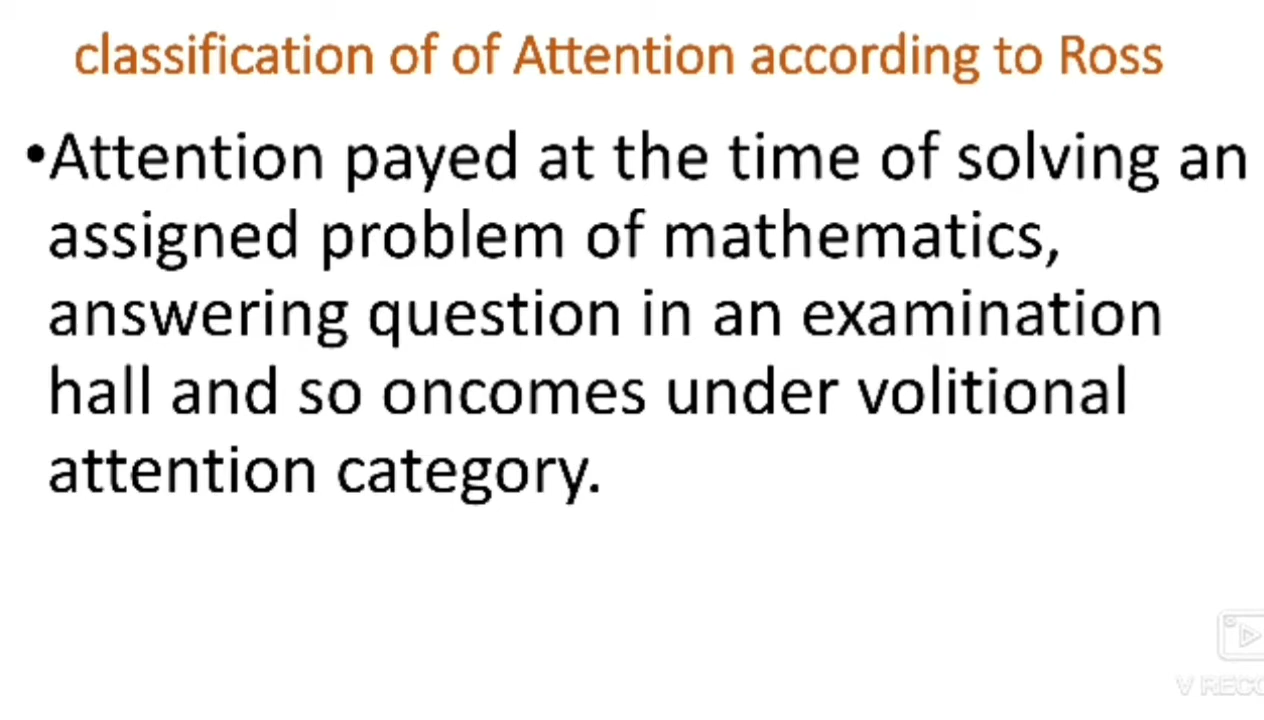 classification of of Attention according to Ross
•Attention payed at the time of solving an
assigned problem of mathematics,
answering question in an examination
hall and so oncomes under volitional
attention category.